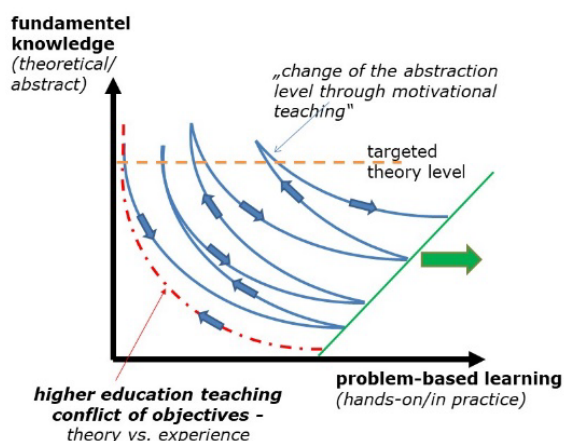 fundamentel
knowledge
(theoretical/
abstract)
„change of the abstraction
level through motivational
teaching“
targeted
theory level
problem-based learning
(hands-on/in practice)
higher education teaching
conflict of objectives -
theory vs. experience